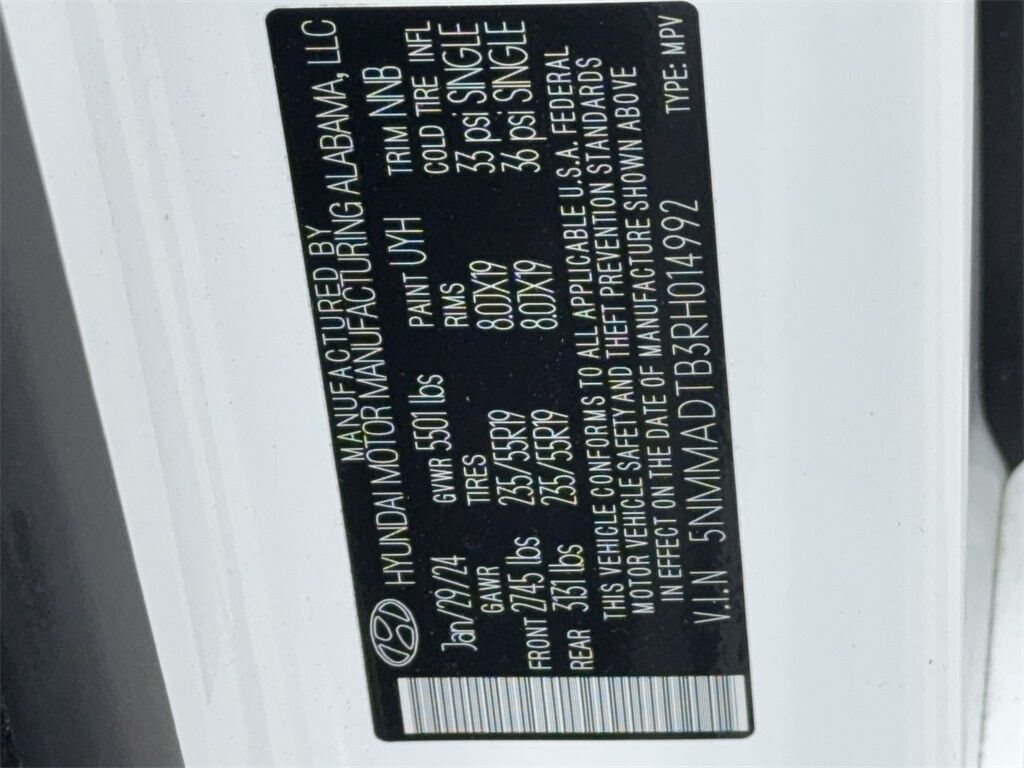 MANUFACTURED BY
HYUNDAI MOTOR MANUFACTURING ALABAMA, LLC
Jan/29/24 GVWR 5501 lbs PAINT UYH TRIM NNB
GAWR TIRES RIMS COLD TIRE INFL
FRONT 2745 lbs 235/55R19 8.0JX19 33 psi SINGLE
REAR 3131 lbs 235/55R19 8.0JX19 36 psi SINGLE
THIS VEHICLE CONFORMS TO ALL APPLICABLE U.S.A. FEDERAL
MOTOR VEHICLE SAFETY AND THEFT PREVENTION STANDARDS
IN EFFECT ON THE DATE OF MANUFACTURE SHOWN ABOVE
V.I.N 5NMMADTB3RH014992 TYPE: MPV